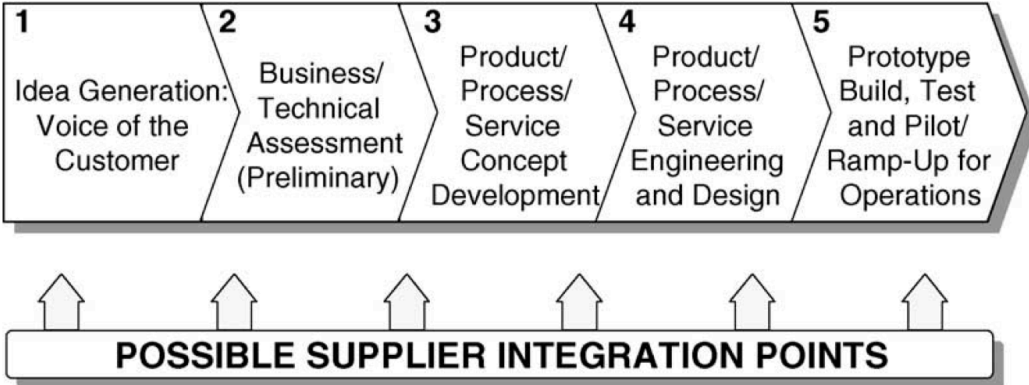 1
Idea Generation:
Voice of the
Customer
2
Business/
Technical
Assessment
(Preliminary)
3
Product/
Process/
Service
Concept
Development
4
Product/
Process/
Service
Engineering
and Design
5
Prototype
Build, Test
and Pilot/
Ramp-Up for
Operations
POSSIBLE SUPPLIER INTEGRATION POINTS